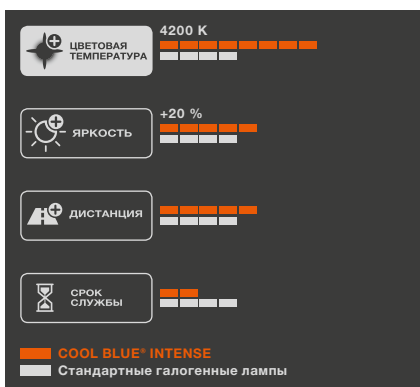 4200 K
ЦВЕТОВАЯ
ТЕМПЕРАТУРА
+20 %
ЯРКОСТЬ
ДИСТАНЦИЯ
СРОК
СЛУЖБЫ
COOL BLUE® INTENSE
Стандартные галогенные лампы